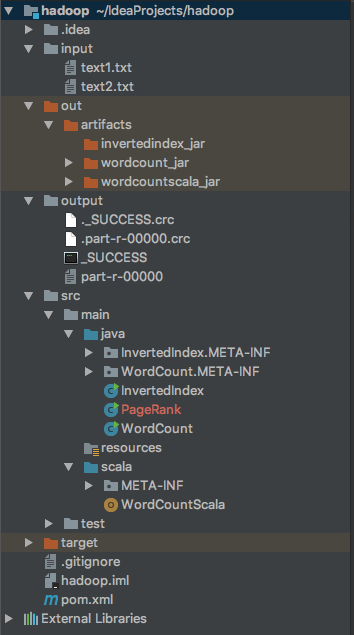 hadoop ~/IdeaProjects/hadoop
.idea
input
text1.txt
text2.txt
out
artifacts
invertedindex_jar
wordcount_jar
wordcountscala_jar
output
._SUCCESS.crc
.part-r-00000.crc
_SUCCESS
part-r-00000
src
main
java
InvertedIndex.META-INF
WordCount.META-INF
InvertedIndex
PageRank
WordCount
resources
scala
META-INF
WordCountScala
test
target
.gitignore
hadoop.iml
pom.xml
External Libraries